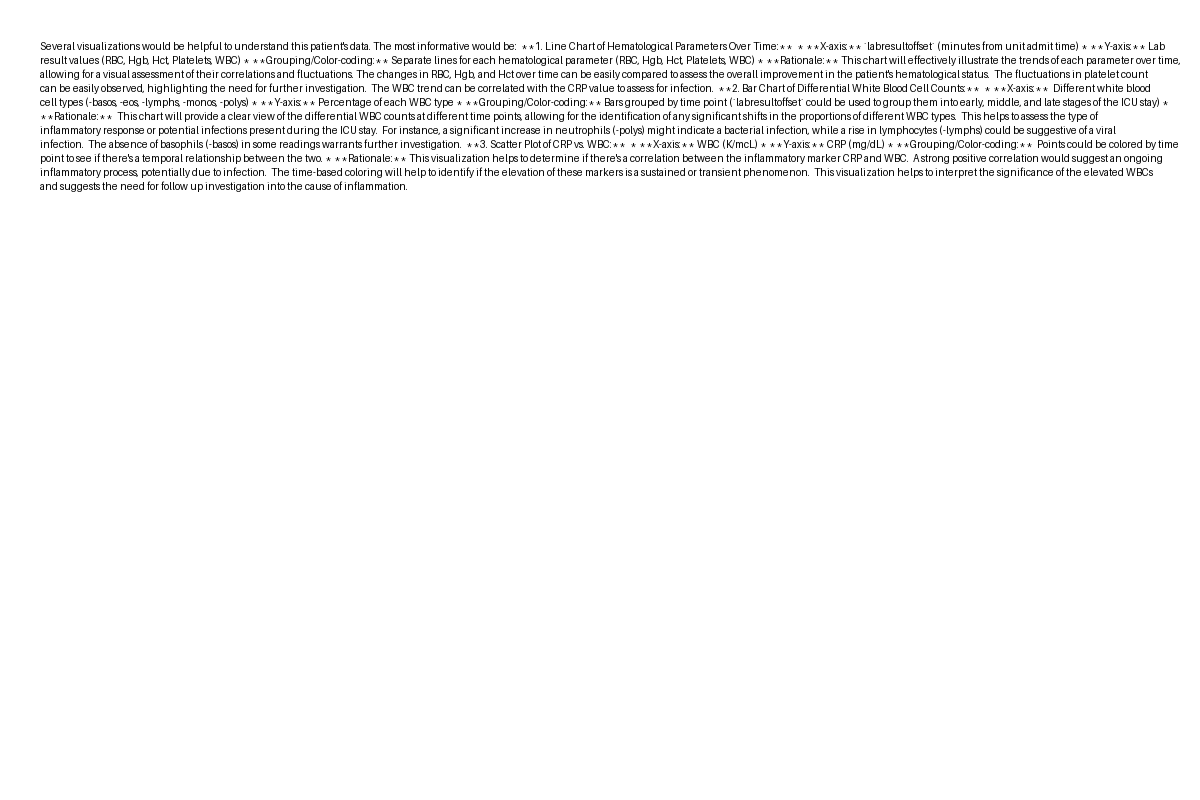 Several visualizations would be helpful to understand this patient's data. The most informative would be: **1. Line Chart of Hematological Parameters Over Time:** * **X-axis:** `labresultoffset` (minutes from unit admit time) * **Y-axis:** Lab
result values (RBC, Hgb, Hct, Platelets, WBC) * **Grouping/Color-coding:** Separate lines for each hematological parameter (RBC, Hgb, Hct, Platelets, WBC) * **Rationale:** This chart will effectively illustrate the trends of each parameter over time,
allowing for a visual assessment of their correlations and fluctuations. The changes in RBC, Hgb, and Hct over time can be easily compared to assess the overall improvement in the patient's hematological status. The fluctuations in platelet count
can be easily observed, highlighting the need for further investigation. The WBC trend can be correlated with the CRP value to assess for infection. **2. Bar Chart of Differential White Blood Cell Counts:** * **X-axis:** Different white blood
cell types (-basos, -eos, -lymphs, -monos, -polys) * **Y-axis:** Percentage of each WBC type * **Grouping/Color-coding:** Bars grouped by time point (`labresultoffset` could be used to group them into early, middle, and late stages of the ICU stay) *
**Rationale:** This chart will provide a clear view of the differential WBC counts at different time points, allowing for the identification of any significant shifts in the proportions of different WBC types. This helps to assess the type of
inflammatory response or potential infections present during the ICU stay. For instance, a significant increase in neutrophils (-polys) might indicate a bacterial infection, while a rise in lymphocytes (-lymphs) could be suggestive of a viral
infection. The absence of basophils (-basos) in some readings warrants further investigation. **3. Scatter Plot of CRP vs. WBC:** * **X-axis:** WBC (K/mcL) * **Y-axis:** CRP (mg/dL) * **Grouping/Color-coding:** Points could be colored by time
point to see if there's a temporal relationship between the two. * **Rationale:** This visualization helps to determine if there's a correlation between the inflammatory marker CRP and WBC. A strong positive correlation would suggest an ongoing
inflammatory process, potentially due to infection. The time-based coloring will help to identify if the elevation of these markers is a sustained or transient phenomenon. This visualization helps to interpret the significance of the elevated WBCs
and suggests the need for follow up investigation into the cause of inflammation.